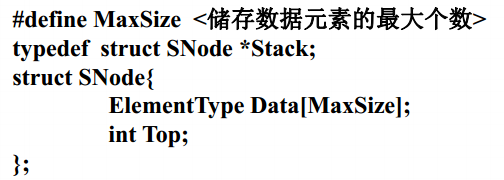 #define MaxSize <储存数据元素的最大个数>
typedef struct SNode *Stack;
struct SNode{
ElementType Data[MaxSize];
int Top;
};